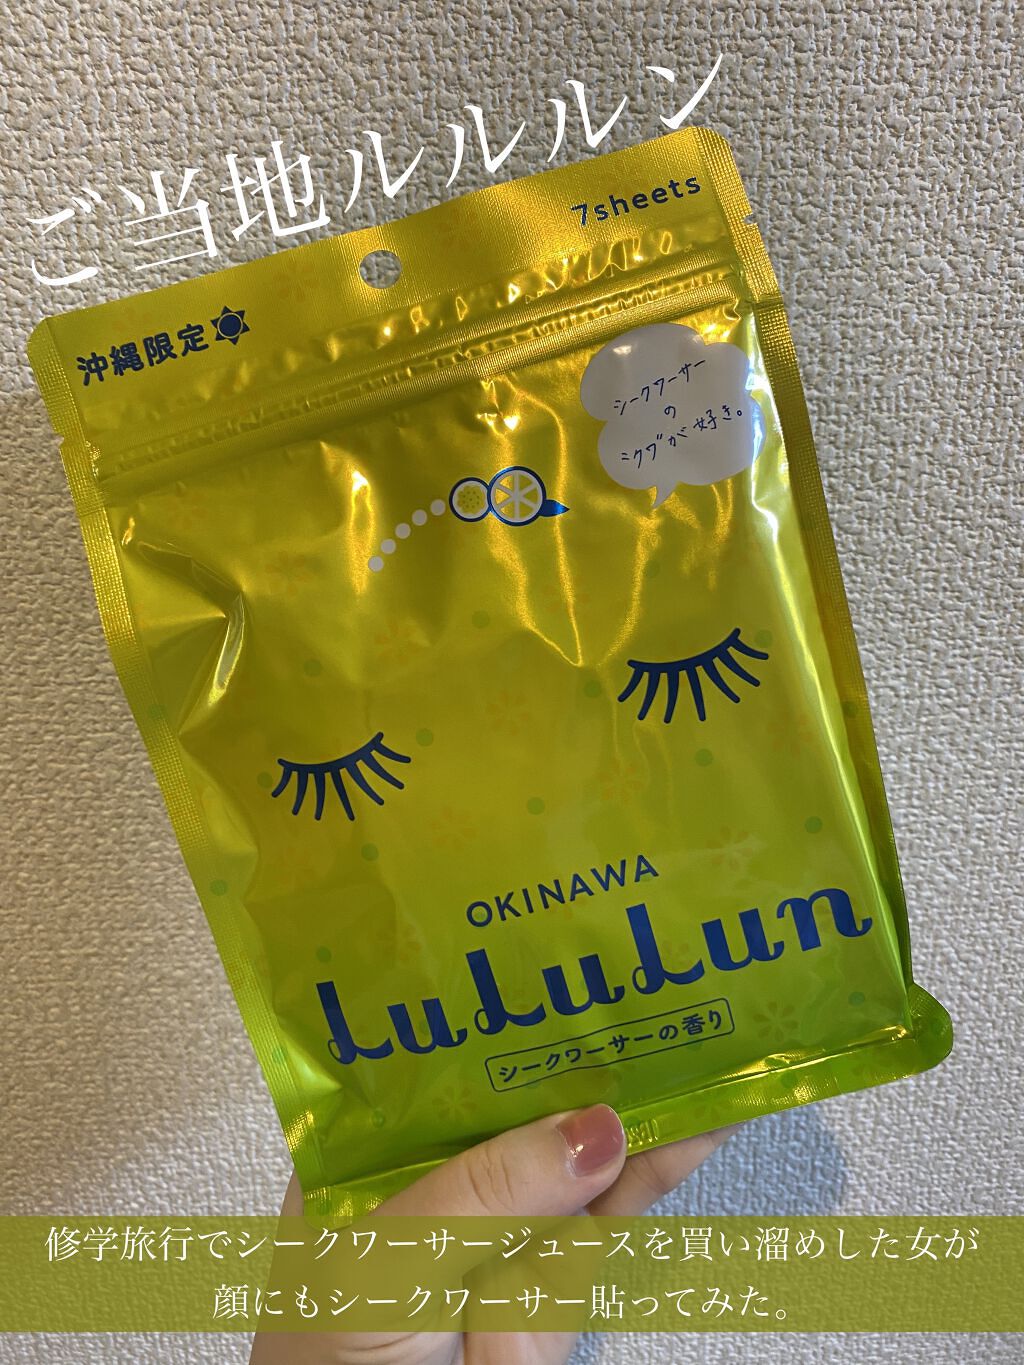 ご当地ルルルン
7sheets
沖縄限定
シークワーサー
の
ミクワ゛が好き。
OKINAWA
LuLuLun
シークワーサーの香り
修学旅行でシークワーサージュースを買い溜めした女が
顔にもシークワーサー貼ってみた。